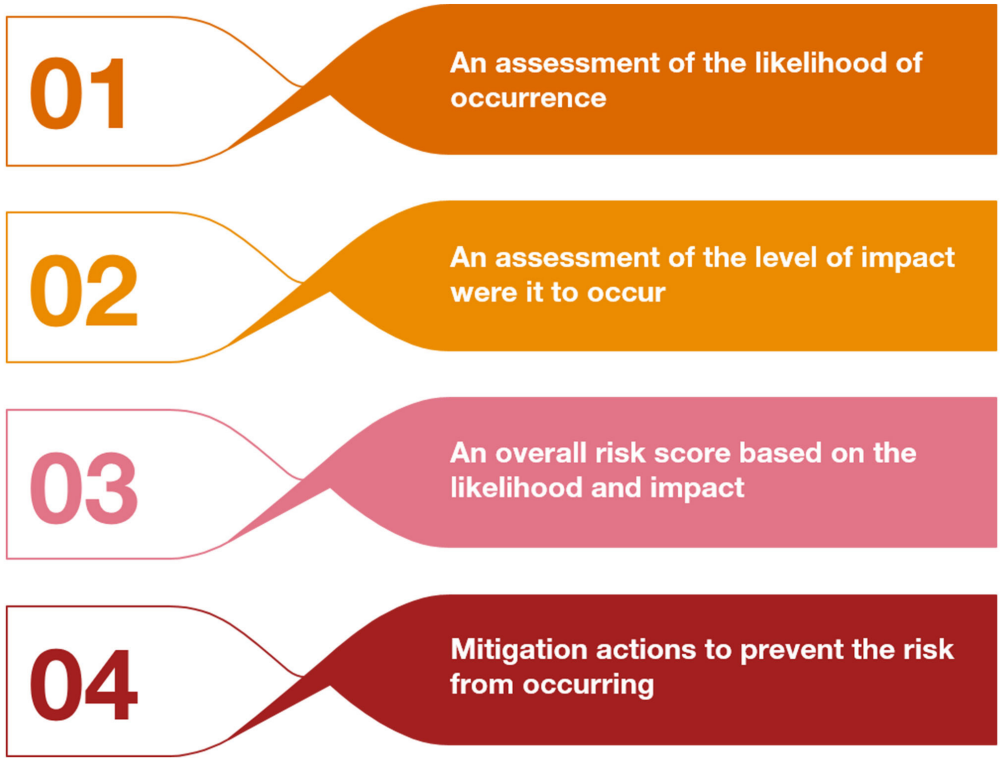 01
An assessment of the likelihood of
occurrence
02
An assessment of the level of impact
were it to occur
03
An overall risk score based on the
likelihood and impact
04
Mitigation actions to prevent the risk
from occurring